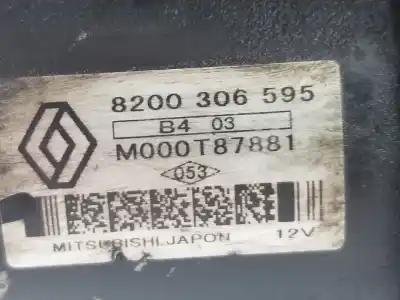 8200 306 595
B4 03
M000T87881
053
MITSUBISHI.JAPON 12V